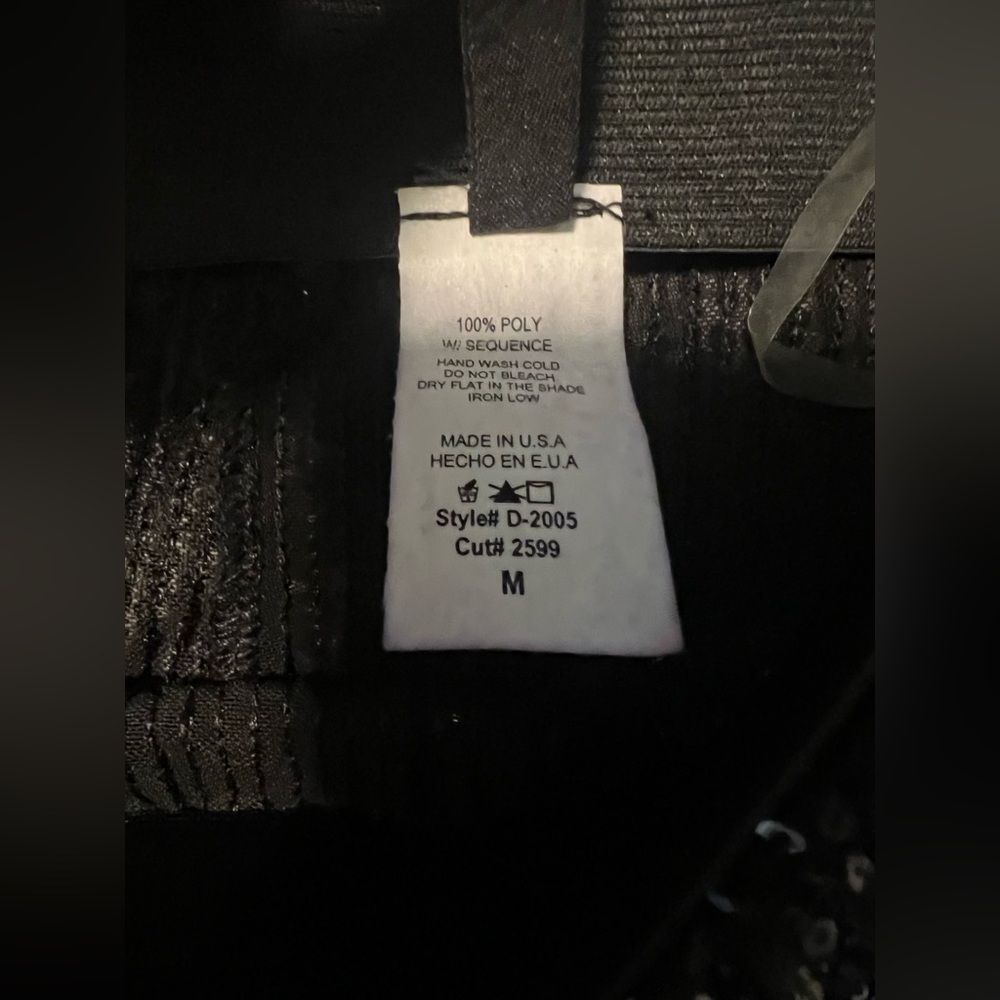 100% POLY
W/ SEQUENCE
HAND WASH COLD
DO NOT BLEACH
DRY FLAT IN THE SHADE
IRON LOW
MADE IN U.S.A
HECHO EN E.U.A
Style# D-2005
Cut# 2599
M